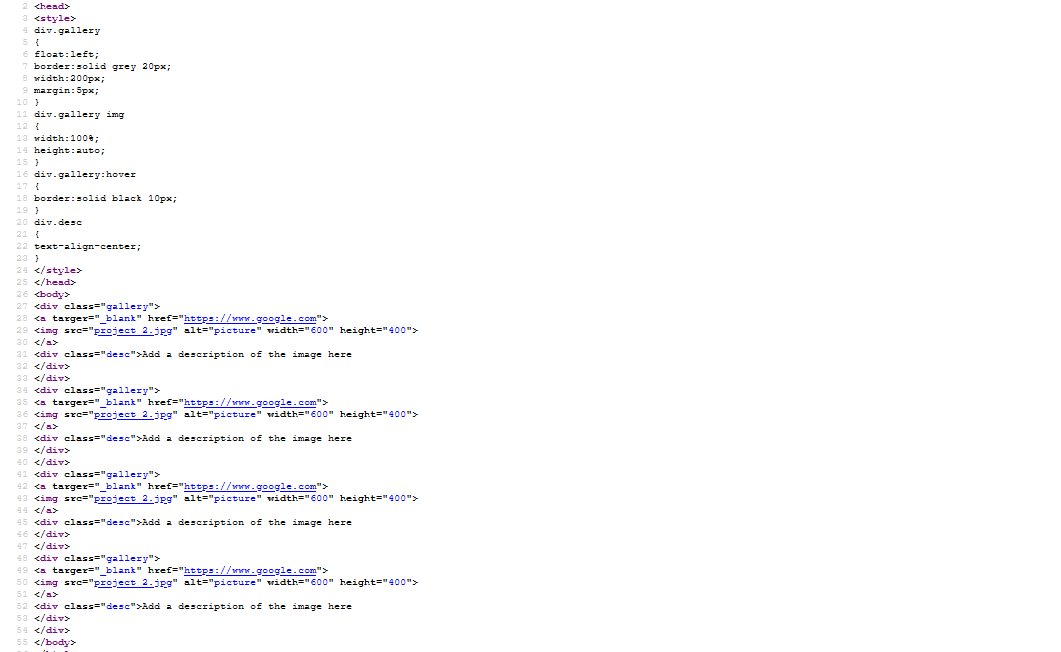 2 <head>
3 <style>
4 div.gallery
5 {
6 float:left;
7 border:solid grey 20px;
8 width:200px;
9 margin:5px;
10 }
11 div.gallery img
12 {
13 width:100%;
14 height:auto;
15 }
16 div.gallery:hover
17 {
18 border:solid black 10px;
19 }
20 div.desc
21 {
22 text-align-center;
23 }
24 </style>
25 </head>
26 <body>
27 <div class="gallery">
28 <a targer="_blank" href="https://www.google.com">
29 <img src="project 2.jpg" alt="picture" width="600" height="400">
30 </a>
31 <div class="desc">Add a description of the image here
32 </div>
33 </div>
34 <div class="gallery">
35 <a targer="_blank" href="https://www.google.com">
36 <img src="project 2.jpg" alt="picture" width="600" height="400">
37 </a>
38 <div class="desc">Add a description of the image here
39 </div>
40 </div>
41 <div class="gallery">
42 <a targer="_blank" href="https://www.google.com">
43 <img src="project 2.jpg" alt="picture" width="600" height="400">
44 </a>
45 <div class="desc">Add a description of the image here
46 </div>
47 </div>
48 <div class="gallery">
49 <a targer="_blank" href="https://www.google.com">
50 <img src="project 2.jpg" alt="picture" width="600" height="400">
51 </a>
52 <div class="desc">Add a description of the image here
53 </div>
54 </div>
55 </body>